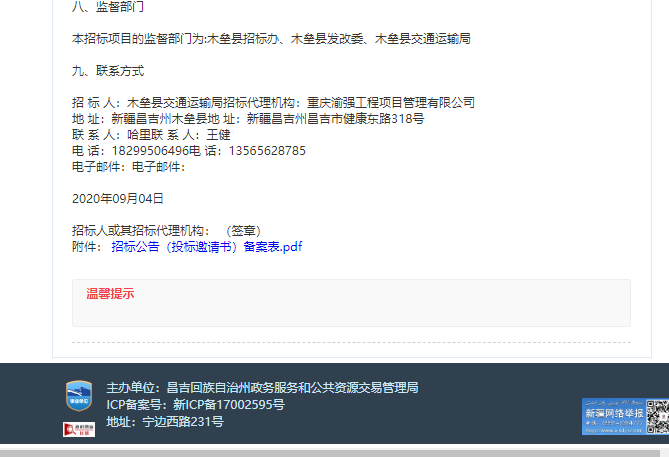 八、监督部门
本招标项目的监督部门为:木垒县招标办、木垒县发改委、木垒县交通运输局
九、联系方式
招 标 人：木垒县交通运输局招标代理机构：重庆渝强工程项目管理有限公司
地 址：新疆昌吉州木垒县地 址：新疆昌吉州昌吉市健康东路318号
联 系 人：哈里联 系 人：王健
电 话：18299506496电 话：13565628785
电子邮件：电子邮件：
2020年09月04日
招标人或其招标代理机构： （签章）
附件： 招标公告（投标邀请书）备案表.pdf
温馨提示
主办单位：昌吉回族自治州政务服务和公共资源交易管理局
ICP备案号：新ICP备17002595号
地址：宁边西路231号
新疆网络举报